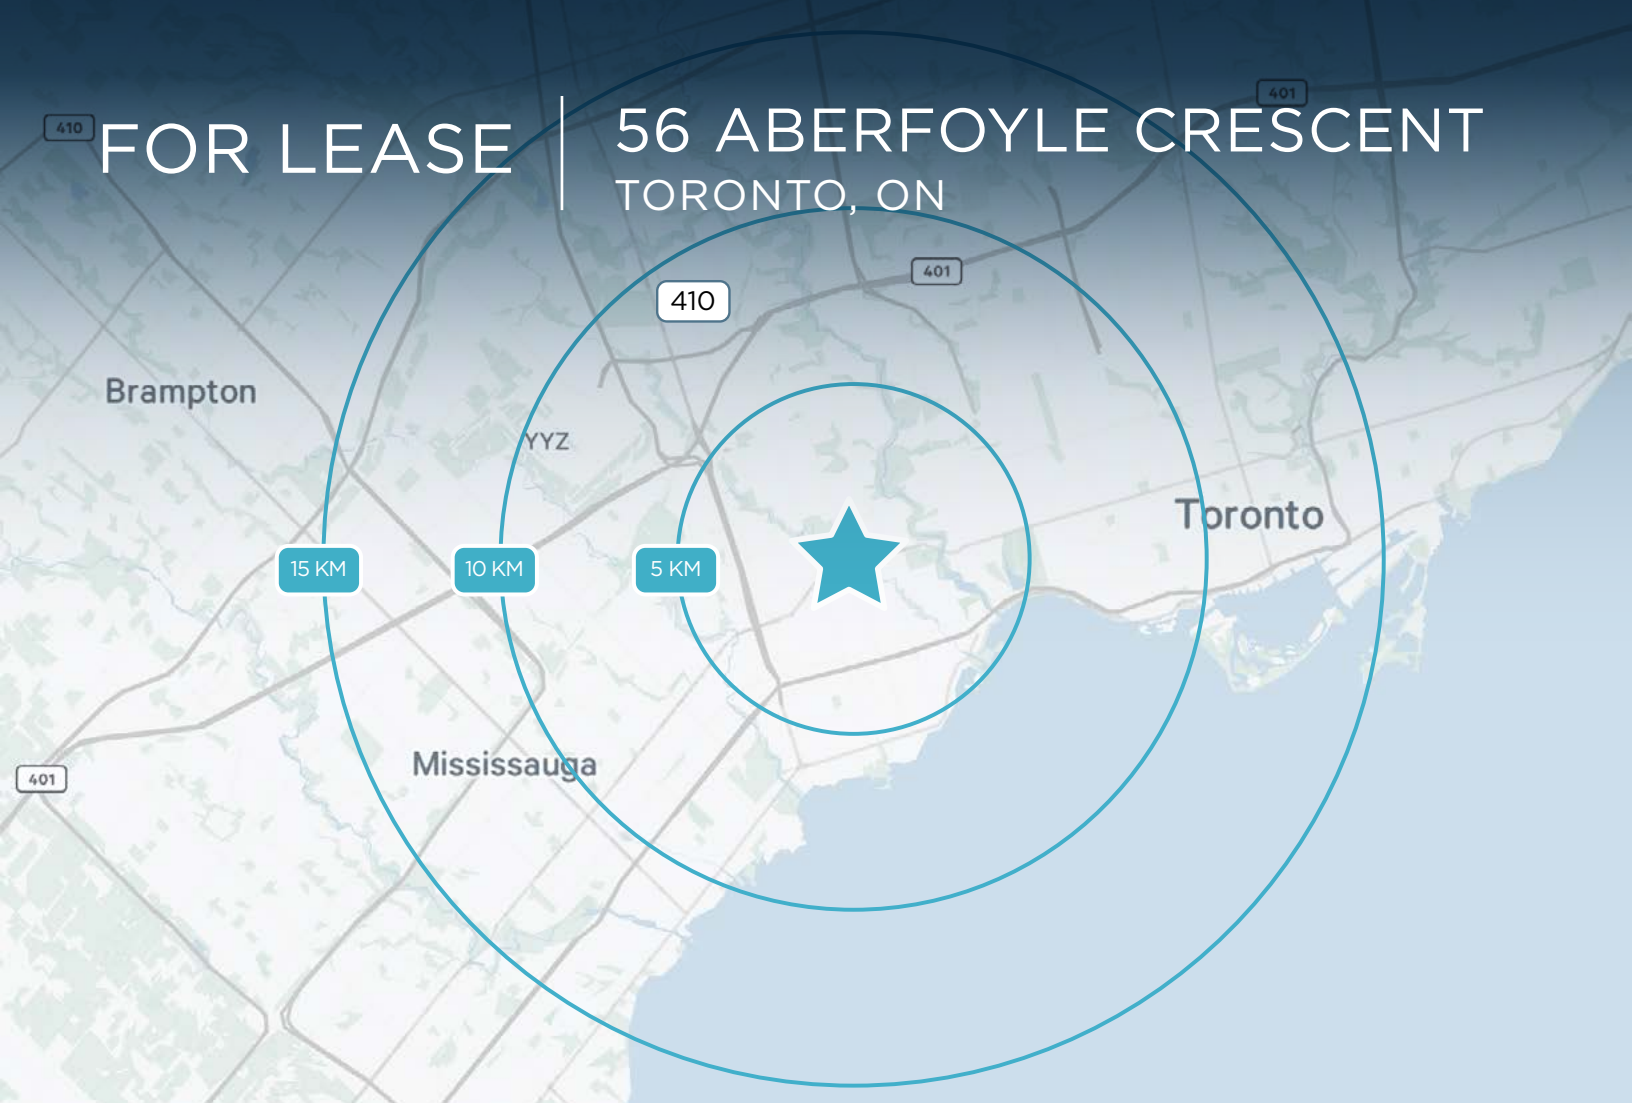 FOR LEASE
56 ABERFOYLE CRESCENT
TORONTO, ON
401
410
401
410
Brampton
YYZ
Toronto
15 KM
10 KM
5 KM
Mississauga
401